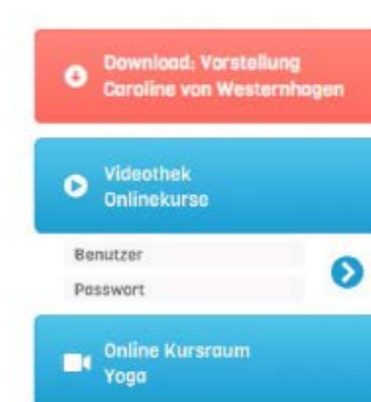 Download: Vorstellung
Caroline von Westernhagen
Videothek
Onlinekurse
Benutzer
Passwort
Online Kursraum
Yoga